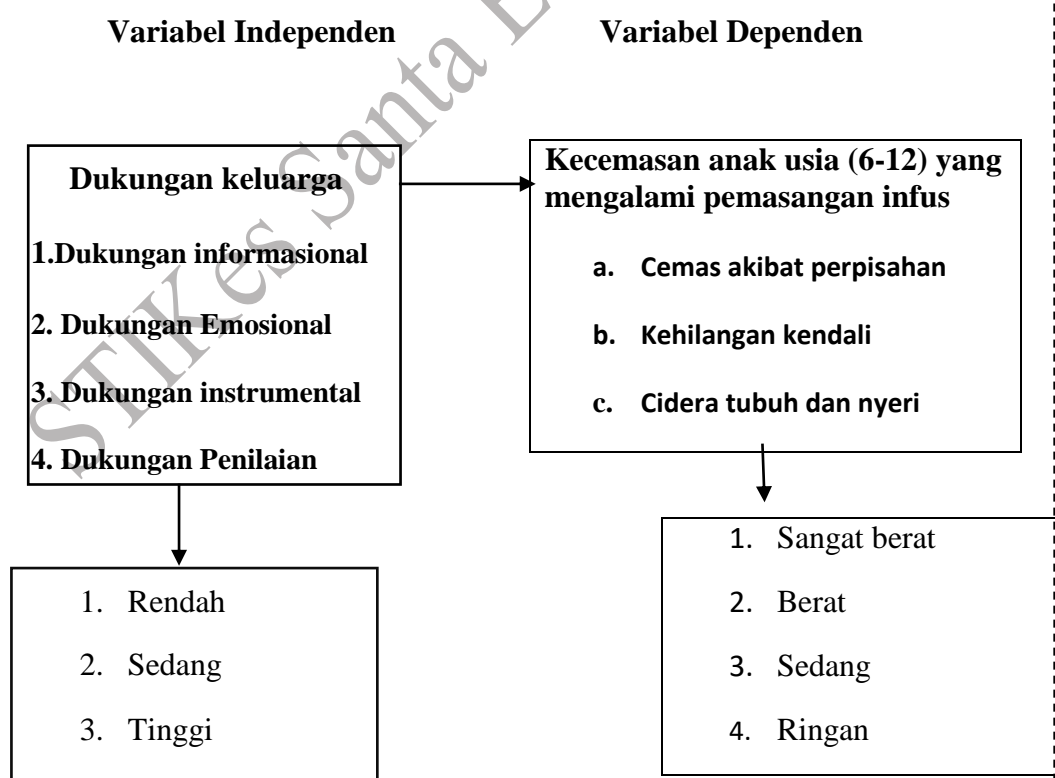 Variabel Independen
Variabel Dependen
Dukungan keluarga
1.Dukungan informasional
2. Dukungan Emosional
3. Dukungan instrumental
4. Dukungan Penilaian
Kecemasan anak usia (6-12) yang
mengalami pemasangan infus
a. Cemas akibat perpisahan
b. Kehilangan kendali
c. Cidera tubuh dan nyeri
1. Rendah
2. Sedang
3. Tinggi
1. Sangat berat
2. Berat
3. Sedang
4. Ringan
STIKes Santa